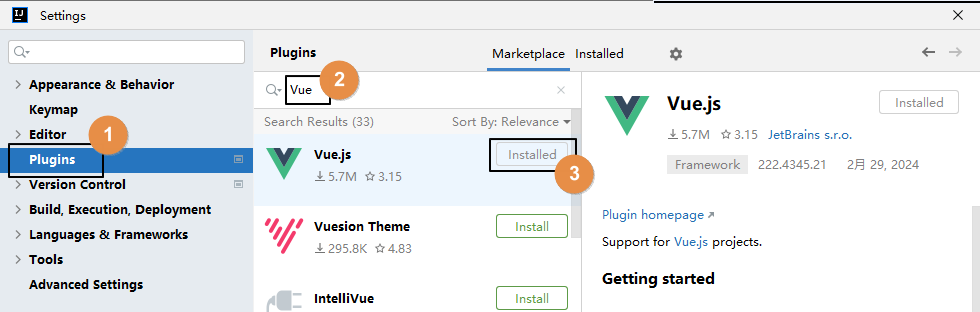 Settings
Plugins
Marketplace Installed
Appearance & Behavior
Keymap
Editor
Plugins
Version Control
Build, Execution, Deployment
Languages & Frameworks
Tools
Advanced Settings
1
Vue
2
Search Results (33) Sort By: Relevance
Vue.js
5.7M 3.15
Installed
3
Vuesion Theme
295.8K 4.83
Install
IntelliVue
Install
Vue.js
Installed
5.7M 3.15 JetBrains s.r.o.
Framework 222.4345.21 2月 29, 2024
Plugin homepage
Support for Vue.js projects.
Getting started